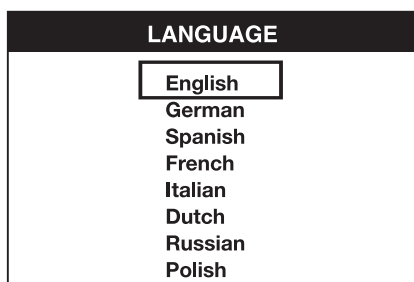 LANGUAGE
English
German
Spanish
French
Italian
Dutch
Russian
Polish